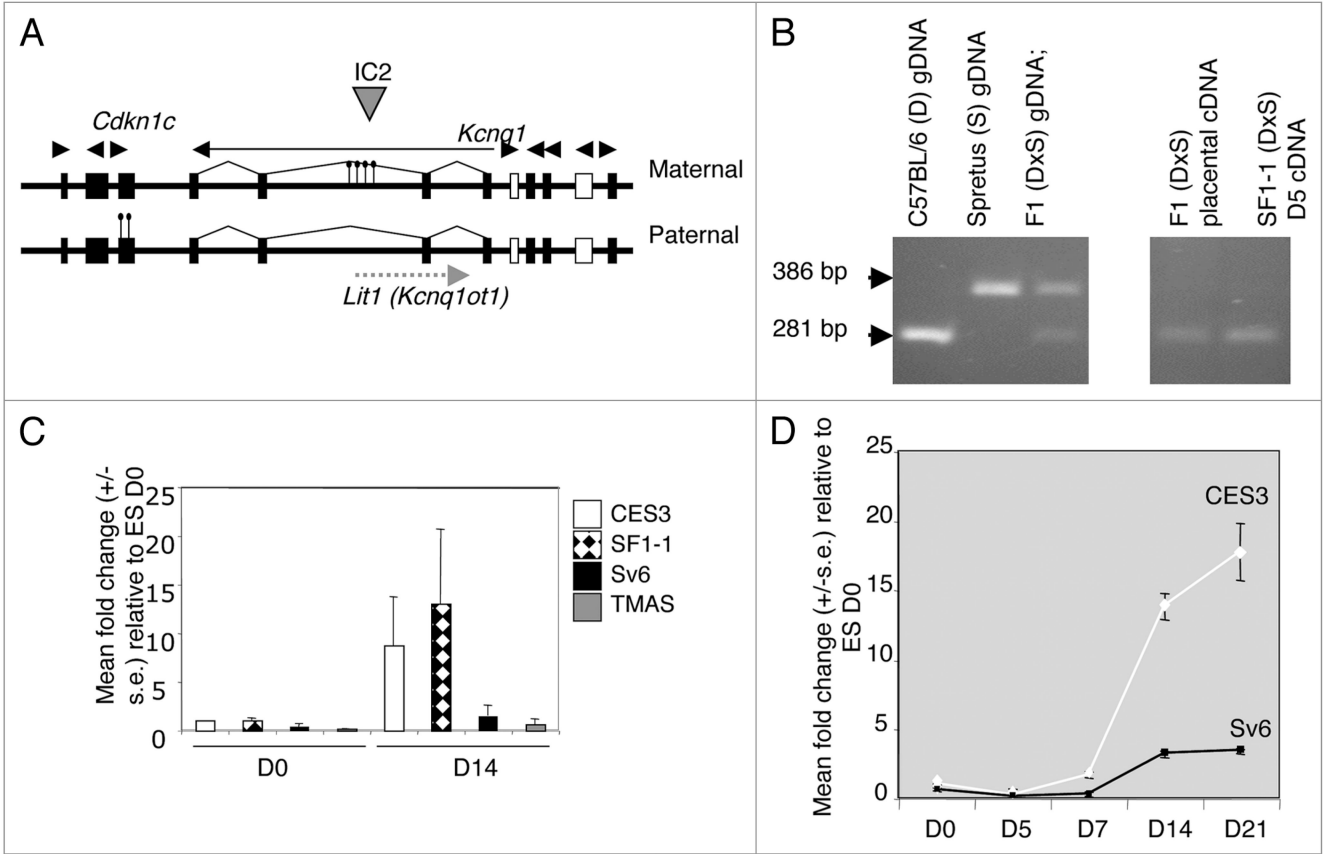 A
IC2
Cdkn1c
Kcnq1
Maternal
Paternal
Lit1 (Kcnq1ot1)
B
C57BL/6 (D) gDNA
Spretus (S) gDNA
F1 (DxS) gDNA;
F1 (DxS)
placental cDNA
SF1-1 (DxS)
D5 cDNA
386 bp
281 bp
C
Mean fold change (+/-
s.e.) relative to ES D0
25
20
15
10
5
0
D0
D14
CES3
SF1-1
Sv6
TMAS
D
Mean fold change (+/-s.e.) relative to
ES D0
25
20
15
10
5
0
CES3
Sv6
D0
D5
D7
D14
D21